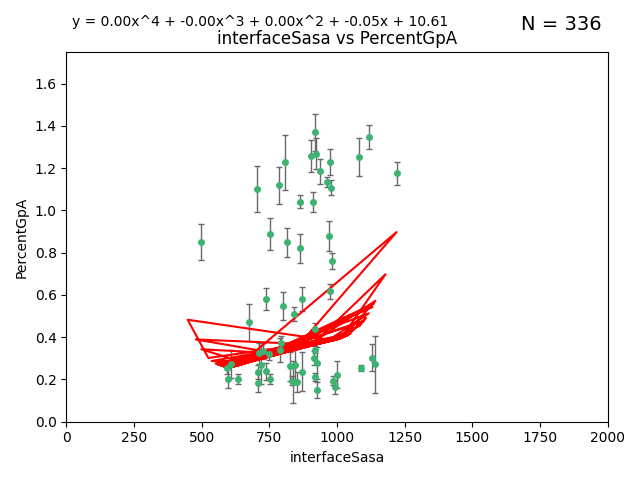 y = 0.00x^4 + -0.00x^3 + 0.00x^2 + -0.05x + 10.61
N = 336
interfaceSasa vs PercentGpA
PercentGpA
1.6
1.4
1.2
1.0
0.8
0.6
0.4
0.2
0.0
0 250 500 750 1000 1250 1500 1750 2000
interfaceSasa